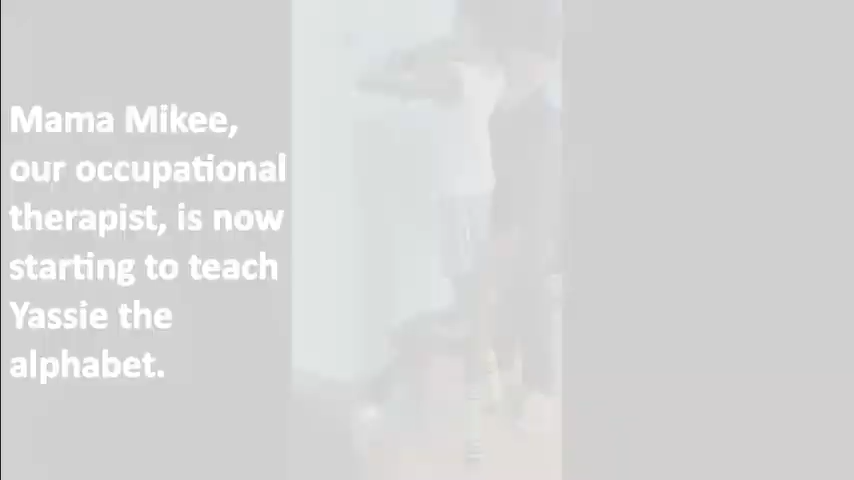 Mama Mikee,
our occupational
therapist, is now
starting to teach
Yassie the
alphabet.